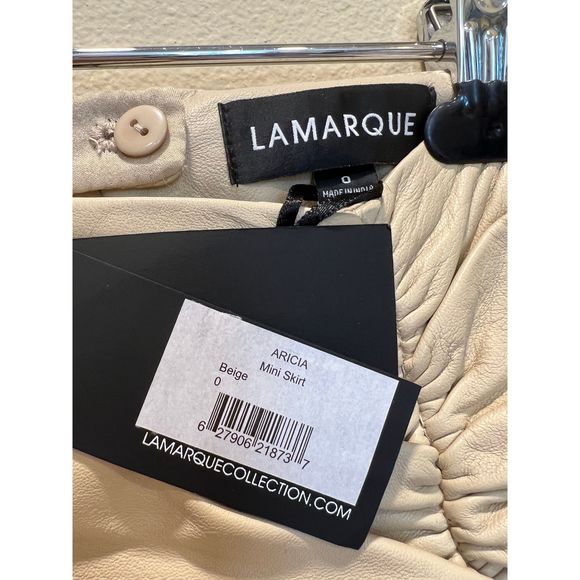 LAMARQUE
0
MADE IN INDIA
ARICIA
Mini Skirt
Beige
0
6 27906 21873 7
LAMARQUECOLLECTION.COM